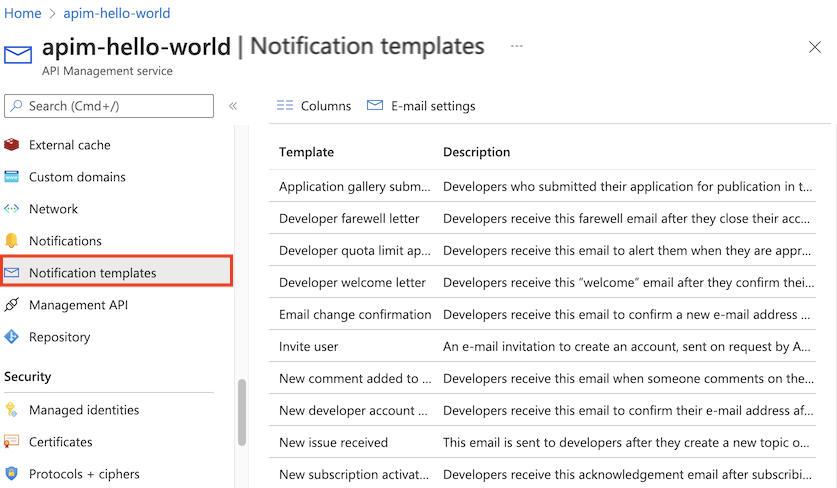 Home > apim-hello-world
apim-hello-world | Notification templates ...
API Management service
Search (Cmd+/)
«
External cache
Custom domains
Network
Notifications
Notification templates
Management API
Repository
Security
Managed identities
Certificates
Protocols + ciphers
Columns E-mail settings
Template Description
Application gallery subm... Developers who submitted their application for publication in t...
Developer farewell letter Developers receive this farewell email after they close their acc...
Developer quota limit ap... Developers receive this email to alert them when they are appr...
Developer welcome letter Developers receive this “welcome” email after they confirm thei...
Email change confirmation Developers receive this email to confirm a new e-mail address ...
Invite user An e-mail invitation to create an account, sent on request by A...
New comment added to ... Developers receive this email when someone comments on the...
New developer account ... Developers receive this email to confirm their e-mail address af...
New issue received This email is sent to developers after they create a new topic o...
New subscription activat... Developers receive this acknowledgement email after subscribi...